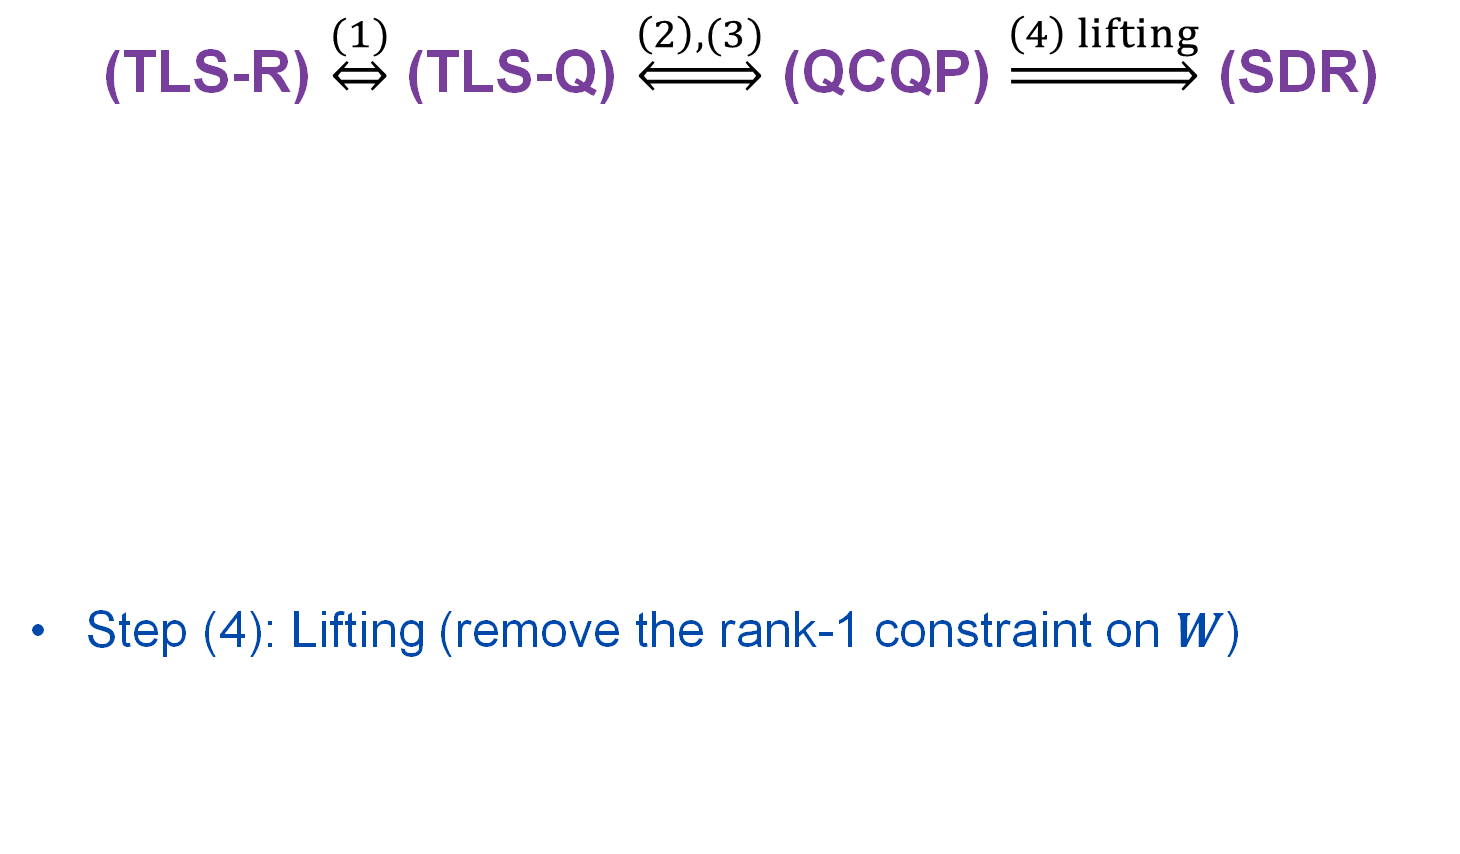 (TLS-R) (1) ⟺ (TLS-Q) (2),(3) ⟺ (QCQP) (4) lifting ⟹ (SDR)
• Step (4): Lifting (remove the rank-1 constraint on W)